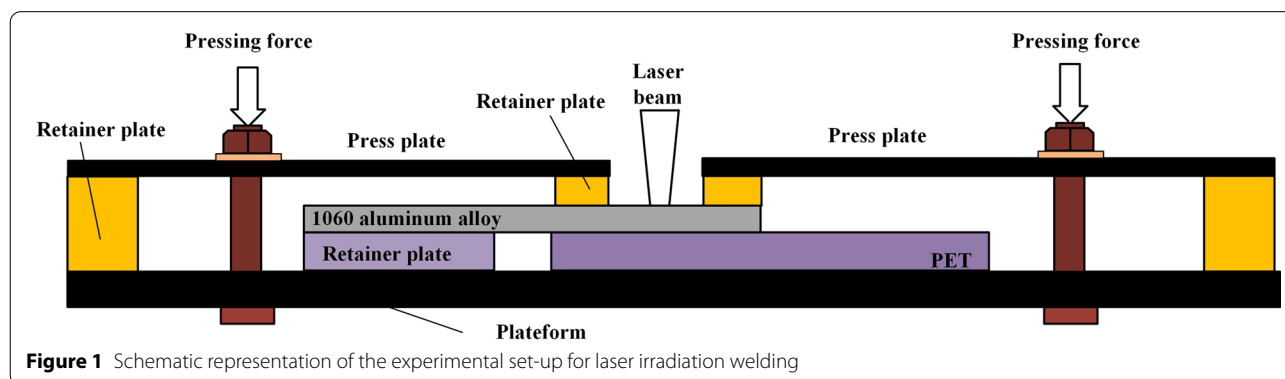 Pressing force
Pressing force
Laser
beam
Retainer plate
Retainer plate
Press plate
Press plate
1060 aluminum alloy
Retainer plate
PET
Plateform
Figure 1 Schematic representation of the experimental set-up for laser irradiation welding